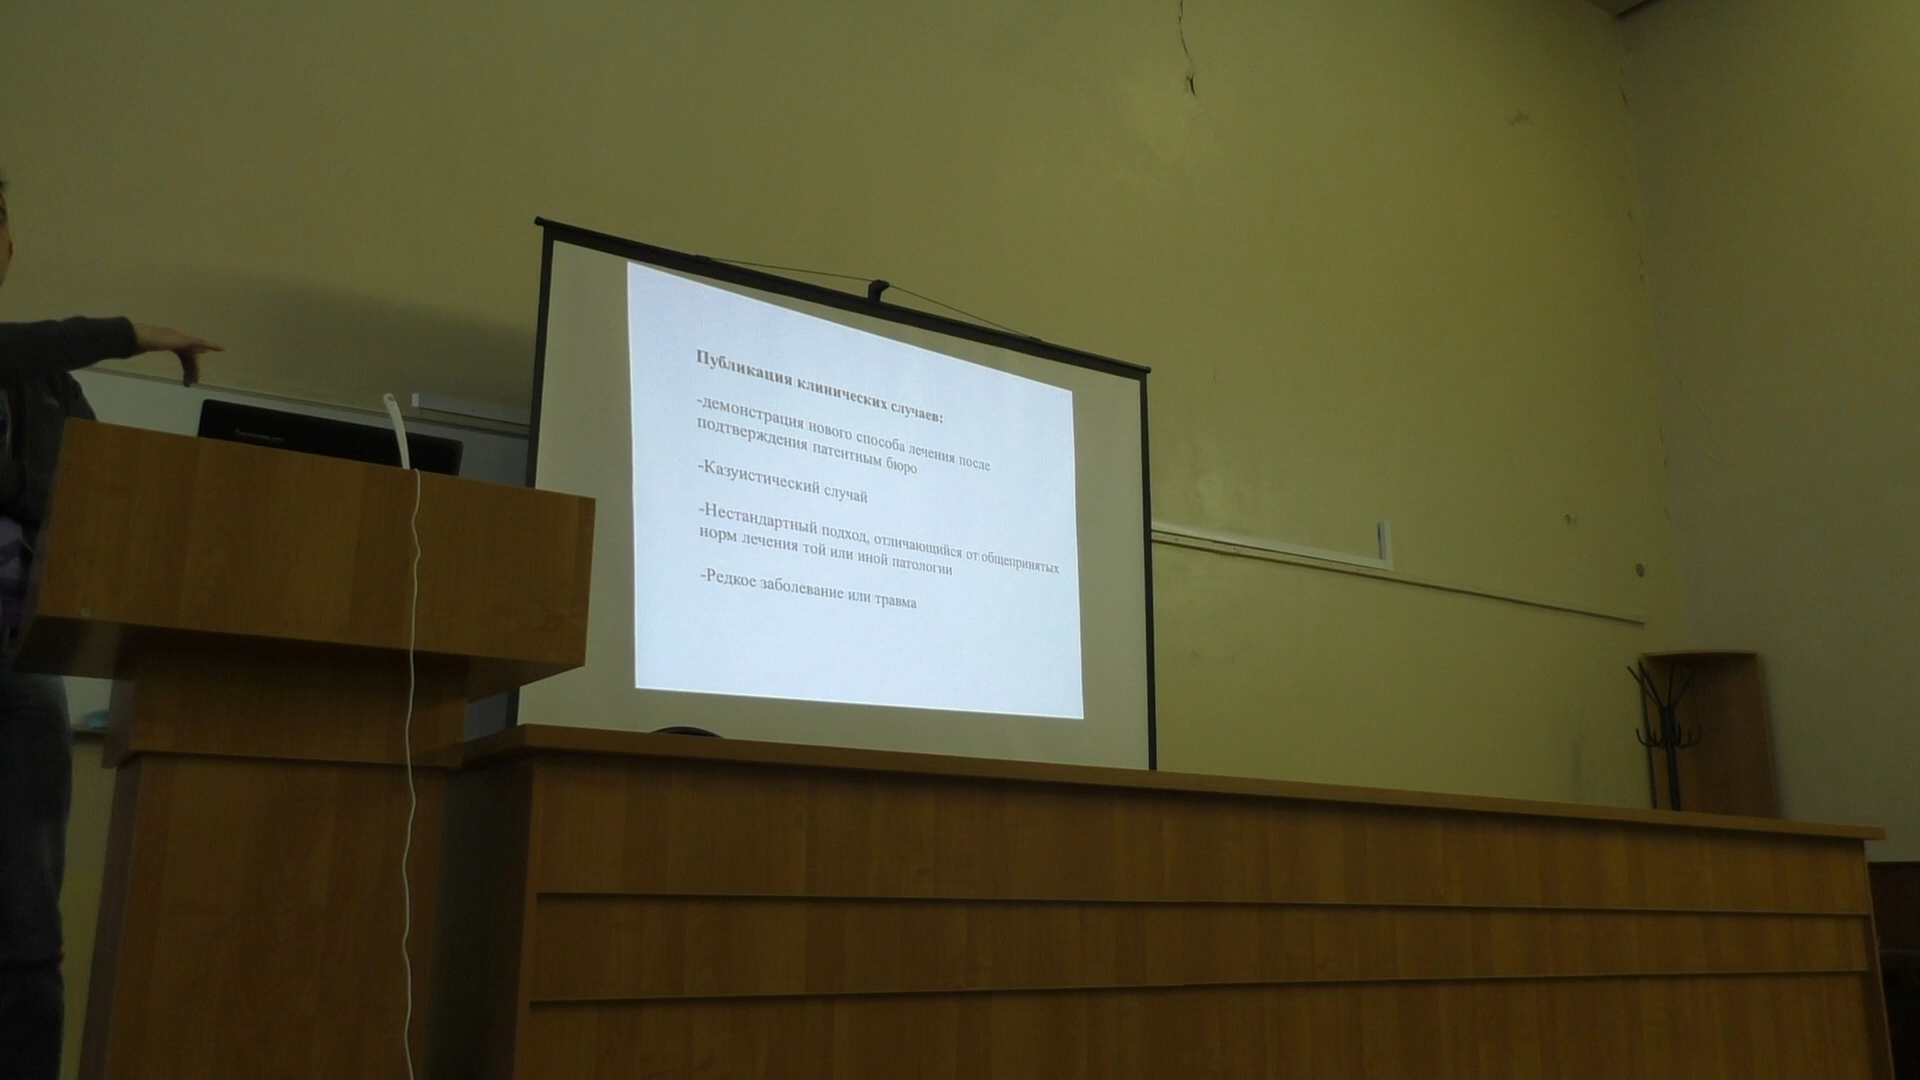 Публикация клинических случаев:
-демонстрация нового способа лечения после
подтверждения патентным бюро
-Казуистический случай
-Нестандартный подход, отличающийся от общепринятых
норм лечения той или иной патологии
-Редкое заболевание или травма